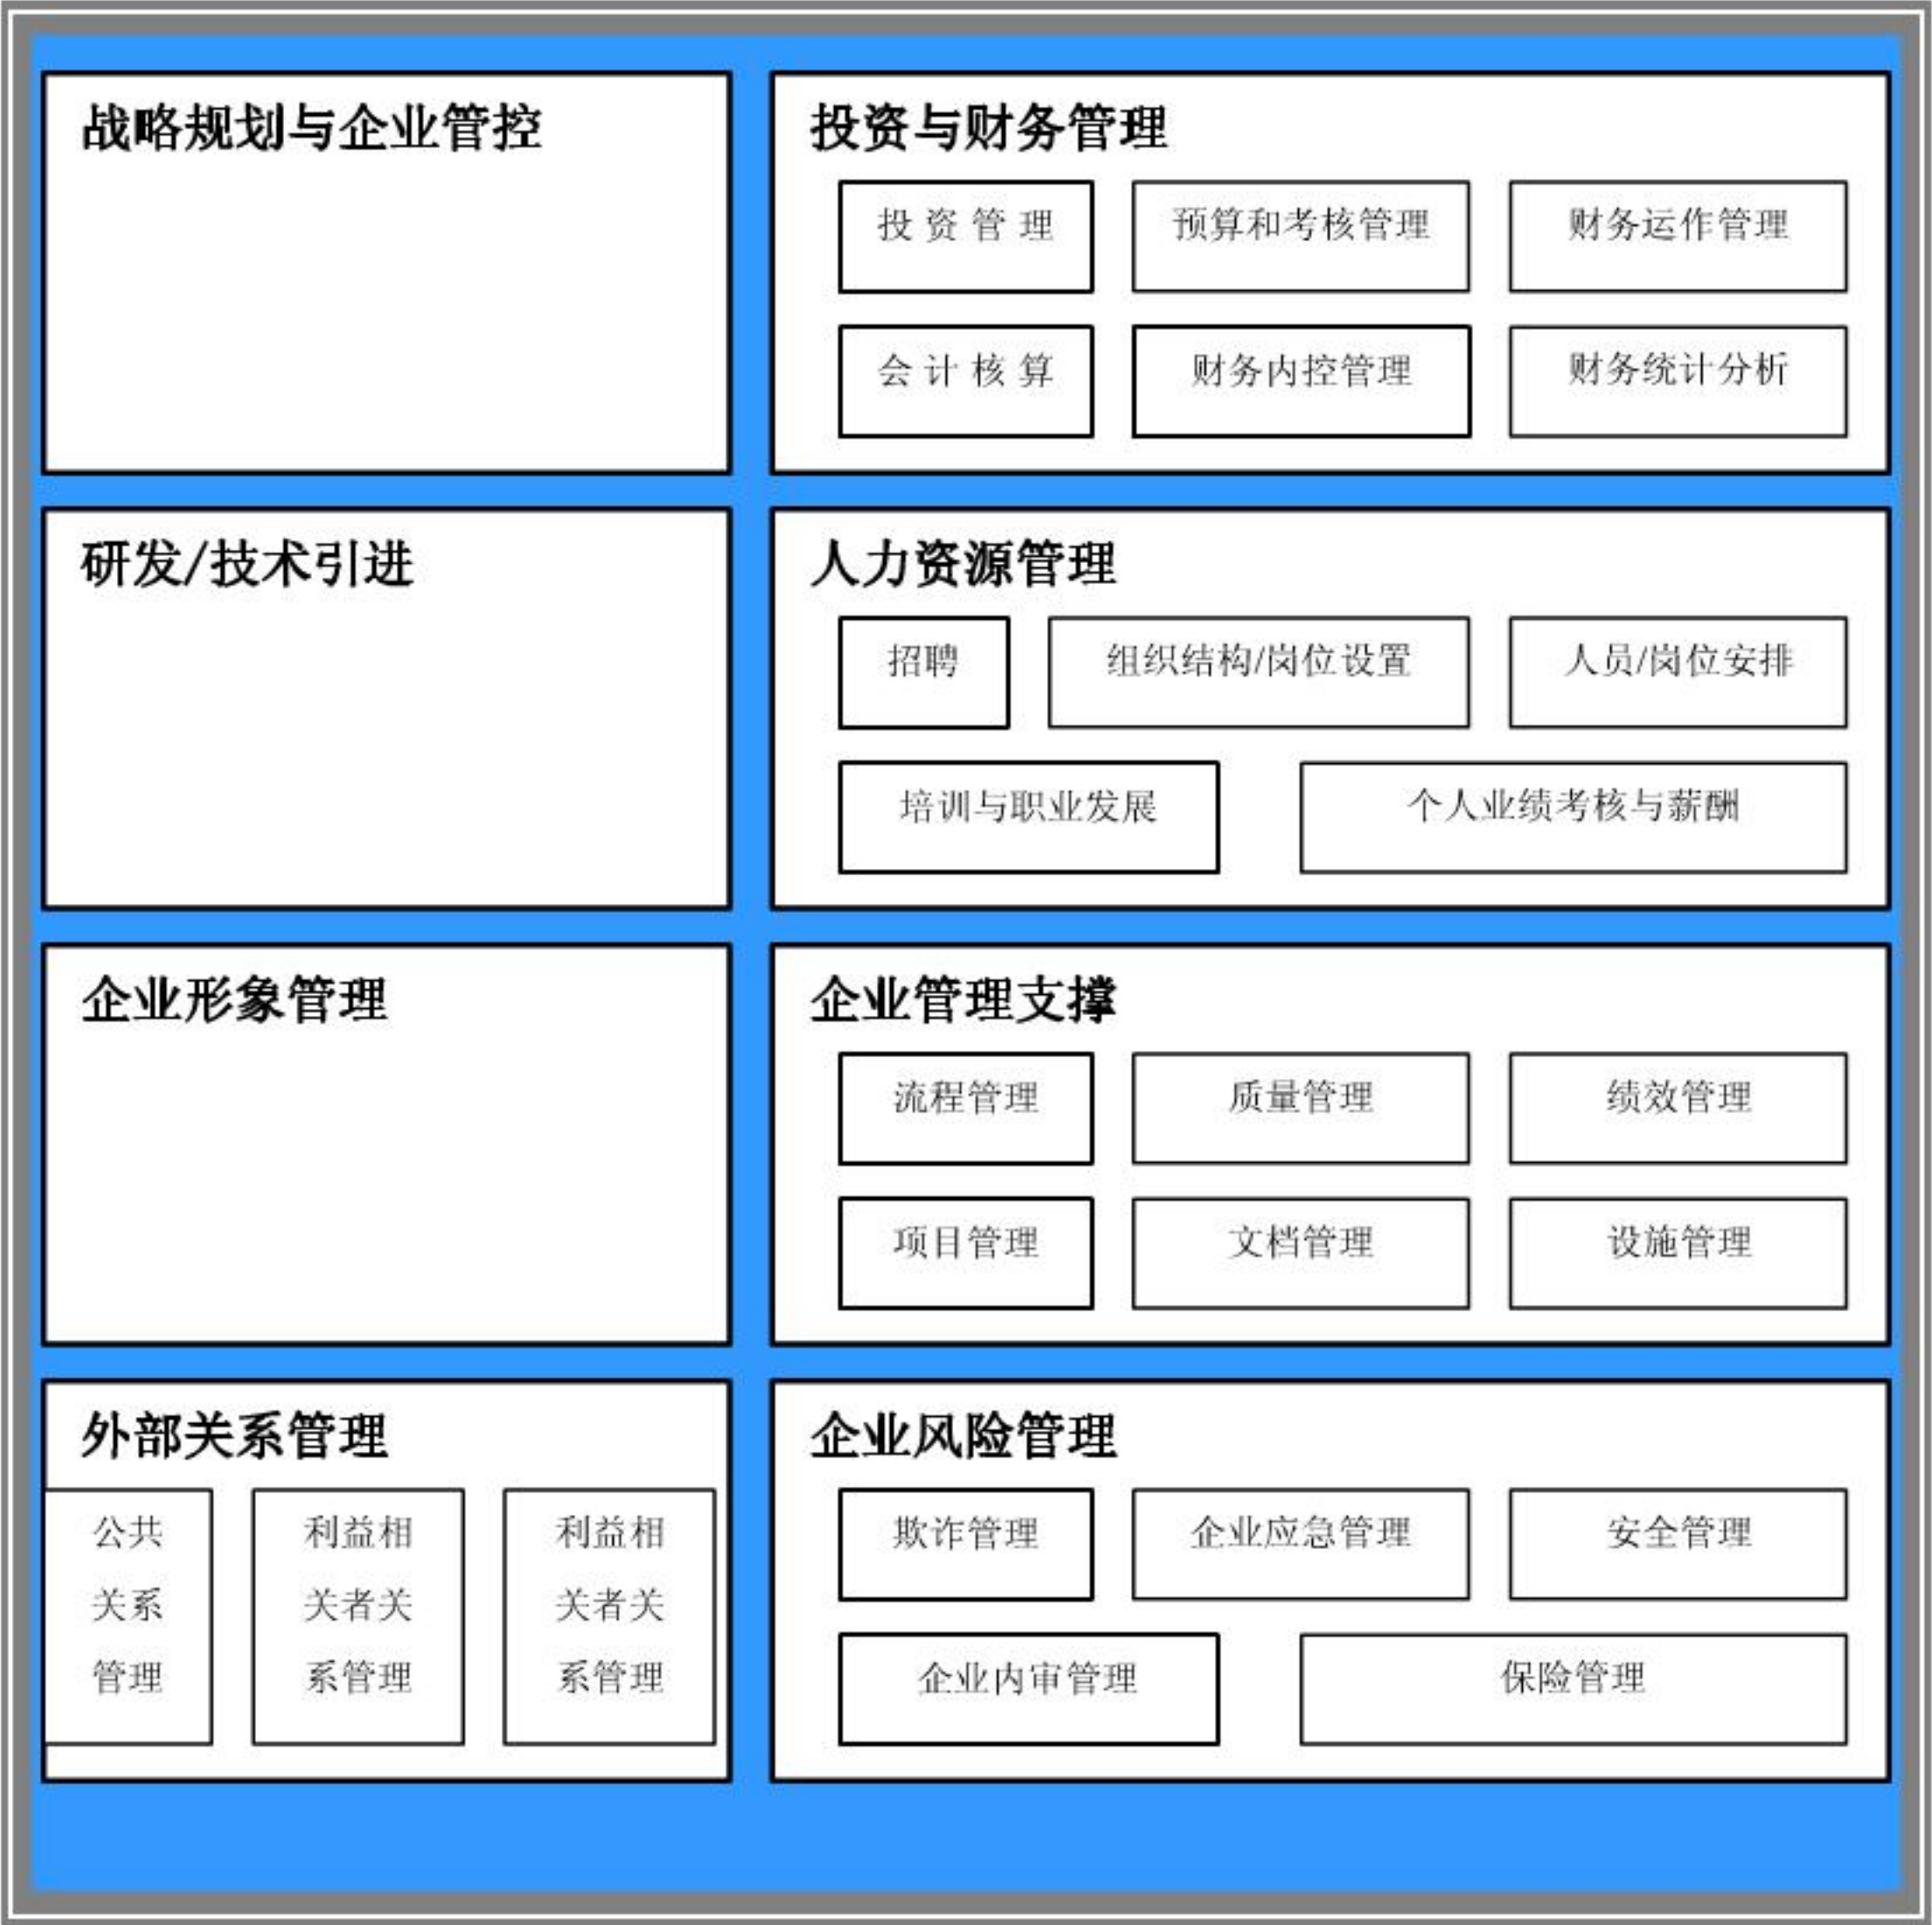 战略规划与企业管控
投资与财务管理
投 资 管 理
预算和考核管理
财务运作管理
会 计 核 算
财务内控管理
财务统计分析
研发/技术引进
人力资源管理
招聘
组织结构/岗位设置
人员/岗位安排
培训与职业发展
个人业绩考核与薪酬
企业形象管理
企业管理支撑
流程管理
质量管理
绩效管理
项目管理
文档管理
设施管理
外部关系管理
公共
关系
管理
利益相
关者关
系管理
利益相
关者关
系管理
企业风险管理
欺诈管理
企业应急管理
安全管理
企业内审管理
保险管理